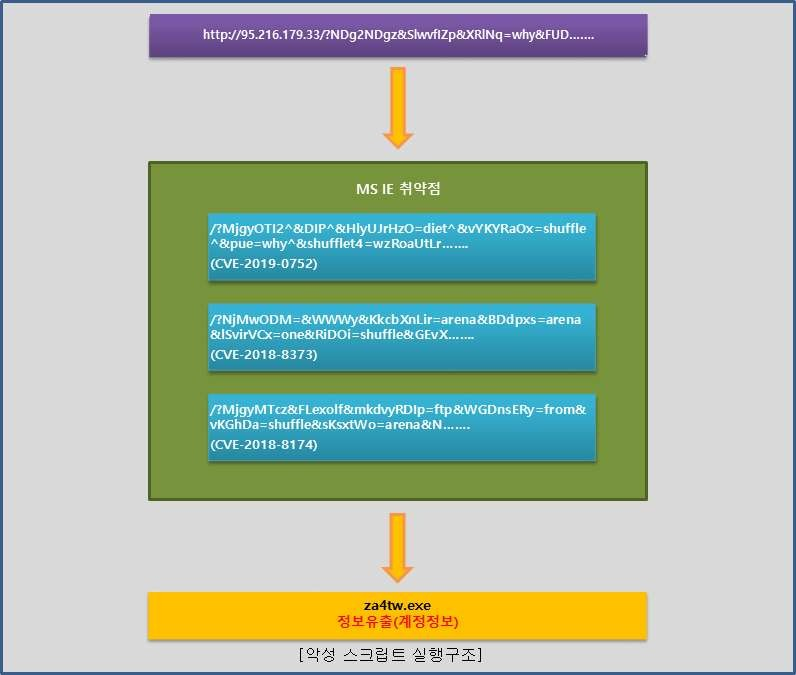 http://95.216.179.33/?NDg2NDgz&SlwvfIZp&XRlNq=why&FUD.......
MS IE 취약점
/?MjgyOTI2^&DIP^&HlyUJrHzO=diet^&vYKYRaOx=shuffle
^&pue=why^&shufflet4=wzRoaUtLr.......
(CVE-2019-0752)
/?NjMwODM=&WWWy&KkcbXnLir=arena&BDdpxs=arena
&lSvirVCx=one&RiDOi=shuffle&GEvX.......
(CVE-2018-8373)
/?MjgyMTcz&FLexolf&mkdvyRDIp=ftp&WGDnsERy=from&
vKGhDa=shuffle&sKsxtWo=arena&N.......
(CVE-2018-8174)
za4tw.exe
정보유출(계정정보)
[악성 스크립트 실행구조]